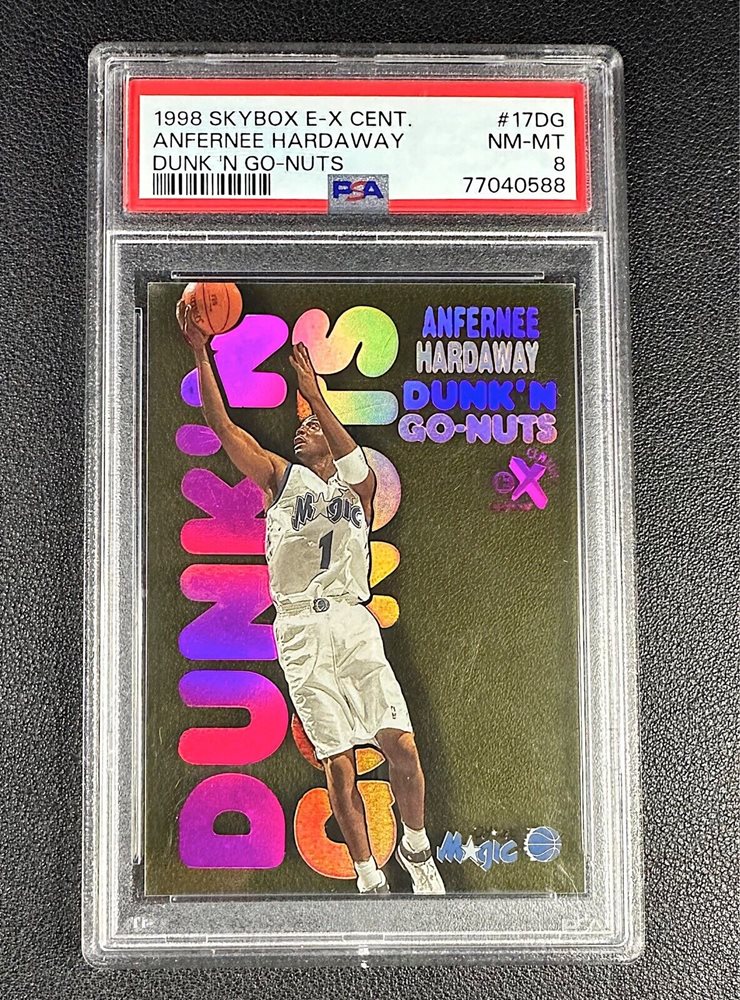 1998 SKYBOX E-X CENT. #17DG
ANFERNEE HARDAWAY NM-MT
DUNK 'N GO-NUTS 8
PSA 77040588
ANFERNEE
HARDAWAY
DUNK'N
GO-NUTS
X
DUNK'N
GO-NUTS
Magic
1
Magic